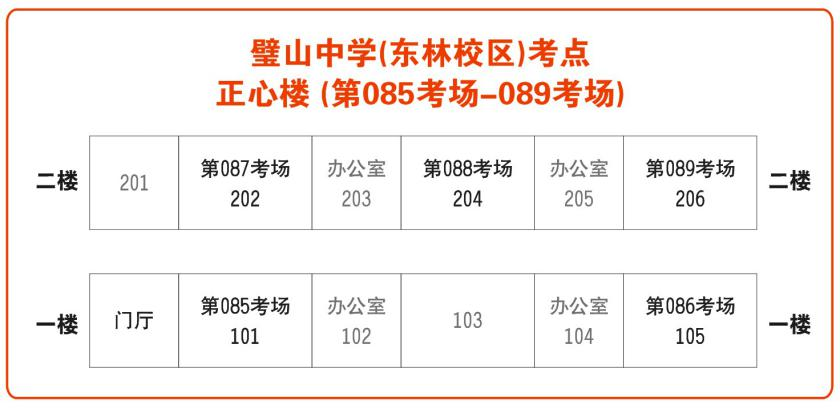 璧山中学(东林校区)考点
正心楼 (第085考场-089考场)
二楼
201
第087考场
202
办公室
203
第088考场
204
办公室
205
第089考场
206
二楼
一楼
门厅
第085考场
101
办公室
102
103
办公室
104
第086考场
105
一楼